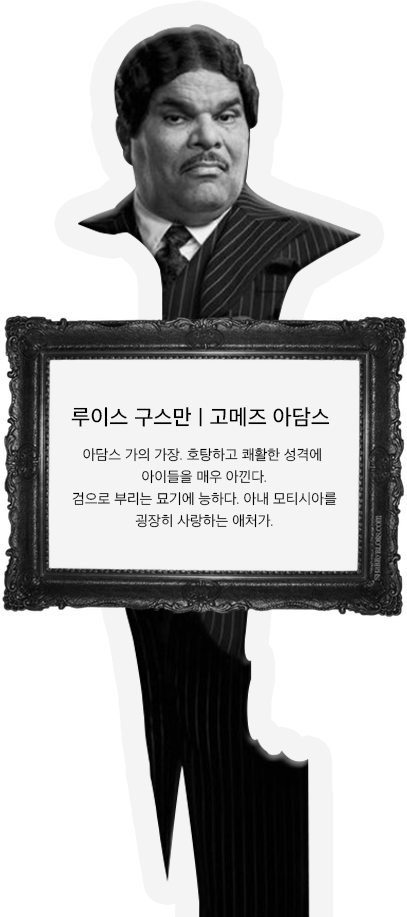 루이스 구스만 | 고메즈 아담스
아담스 가의 가장. 호탕하고 쾌활한 성격에
아이들을 매우 아낀다.
검으로 부리는 묘기에 능하다. 아내 모티시아를
굉장히 사랑하는 애처가.